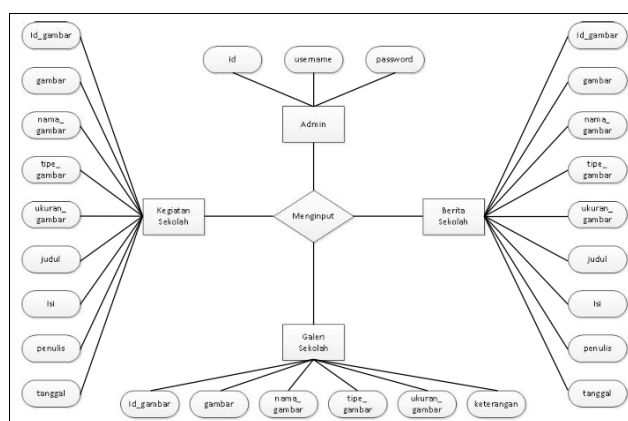 Id_gambar
gambar
nama_
gambar
tipe_
gambar
ukuran_
gambar
judul
Isi
penulis
tanggal
id
username
password
Admin
Kegiatan
Sekolah
Menginput
Berita
Sekolah
Galeri
Sekolah
Id_gambar
gambar
nama_
gambar
tipe_
gambar
ukuran_
gambar
keterangan
Id_gambar
gambar
nama_
gambar
tipe_
gambar
ukuran_
gambar
judul
Isi
penulis
tanggal